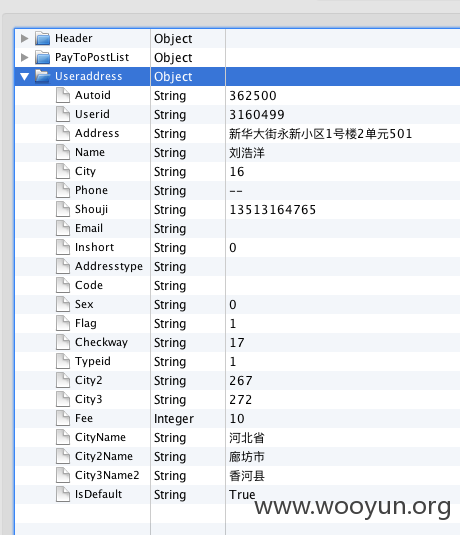 Header Object
PayToPostList Object
Useraddress Object
Autoid String 362500
Userid String 3160499
Address String 新华大街永新小区1号楼2单元501
Name String 刘浩洋
City String 16
Phone String --
Shouji String 13513164765
Email String
Inshort String 0
Addresstype String
Code String
Sex String 0
Flag String 1
Checkway String 17
Typeid String 1
City2 String 267
City3 String 272
Fee Integer 10
CityName String 河北省
City2Name String 廊坊市
City3Name2 String 香河县
IsDefault String True
www.wooyun.org